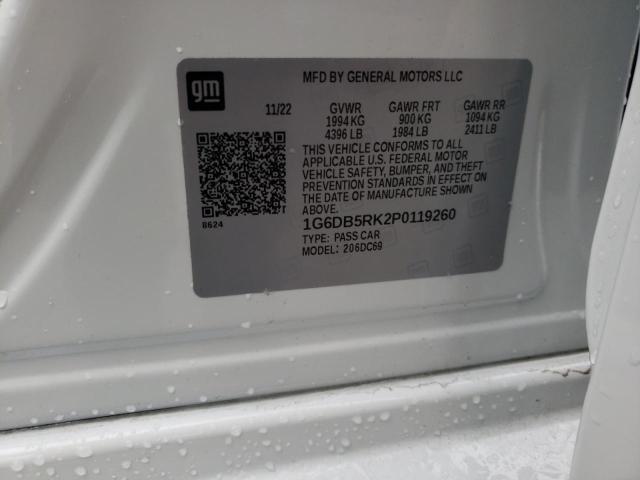 gm
MFD BY GENERAL MOTORS LLC
11/22 GVWR GAWR FRT GAWR RR
1994 KG 900 KG 1094 KG
4396 LB 1984 LB 2411 LB
THIS VEHICLE CONFORMS TO ALL
APPLICABLE U.S. FEDERAL MOTOR
VEHICLE SAFETY, BUMPER, AND THEFT
PREVENTION STANDARDS IN EFFECT ON
THE DATE OF MANUFACTURE SHOWN
ABOVE.
8624
1G6DB5RK2P0119260
TYPE: PASS CAR
MODEL: 206DC69